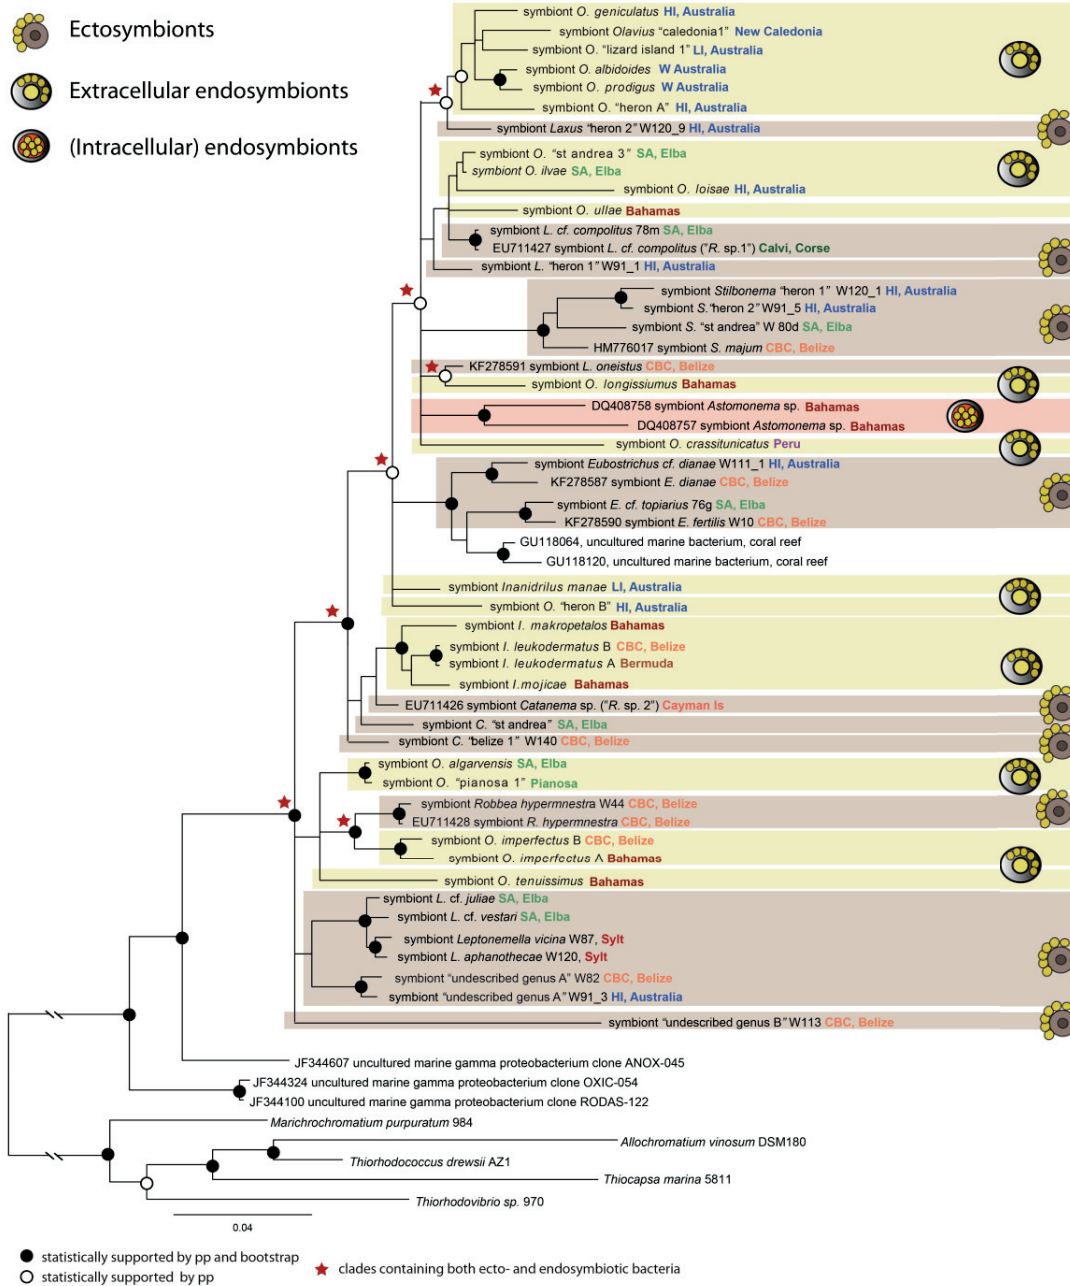 Ectosymbionts
Extracellular endosymbionts
(Intracellular) endosymbionts
symbiont O. geniculatus HI, Australia
symbiont Olavius "caledonia1" New Caledonia
symbiont O. "lizard island 1" LI, Australia
symbiont O. albidoides W Australia
symbiont O. prodigus W Australia
symbiont O. "heron A" HI, Australia
symbiont Laxus "heron 2" W120_9 HI, Australia
symbiont O. "st andrea 3" SA, Elba
symbiont O. ilvae SA, Elba
symbiont O. loisae HI, Australia
symbiont O. ullae Bahamas
symbiont L. cf. compolitus 78m SA, Elba
EU711427 symbiont L. cf. compolitus ("R. sp.1") Calvi, Corse
symbiont L. "heron 1" W91_1 HI, Australia
symbiont Stilbonema "heron 1" W120_1 HI, Australia
symbiont S. "heron 2" W91_5 HI, Australia
symbiont S. "st andrea" W 80d SA, Elba
HM776017 symbiont S. majum CBC, Belize
KF278591 symbiont L. oneistus CBC, Belize
symbiont O. longissiumus Bahamas
DQ408758 symbiont Astomonema sp. Bahamas
DQ408757 symbiont Astomonema sp. Bahamas
symbiont O. crassitunicatus Peru
symbiont Eubostrichus cf. dianae W111_1 HI, Australia
KF278587 symbiont E. dianae CBC, Belize
symbiont E. cf. topiarius 76g SA, Elba
KF278590 symbiont E. fertilis W10 CBC, Belize
GU118064, uncultured marine bacterium, coral reef
GU118120, uncultured marine bacterium, coral reef
symbiont Inanidrilus manae LI, Australia
symbiont O. "heron B" HI, Australia
symbiont I. makropetalos Bahamas
symbiont I. leukodermatus B CBC, Belize
symbiont I. leukodermatus A Bermuda
symbiont I.mojicae Bahamas
EU711426 symbiont Catanema sp. ("R. sp. 2") Cayman Is
symbiont C. "st andrea" SA, Elba
symbiont C. "belize 1" W140 CBC, Belize
symbiont O. algarvensis SA, Elba
symbiont O. "pianosa 1" Pianosa
symbiont Robbea hypermnestra W44 CBC, Belize
EU711428 symbiont R. hypermnestra CBC, Belize
symbiont O. imperfectus B CBC, Belize
symbiont O. imperfectus A Bahamas
symbiont O. tenuissimus Bahamas
symbiont L. cf. juliae SA, Elba
symbiont L. cf. vestari SA, Elba
symbiont Leptonemella vicina W87, Sylt
symbiont L. aphanothecae W120, Sylt
symbiont "undescribed genus A" W82 CBC, Belize
symbiont "undescribed genus A" W91_3 HI, Australia
symbiont "undescribed genus B" W113 CBC, Belize
JF344607 uncultured marine gamma proteobacterium clone ANOX-045
JF344324 uncultured marine gamma proteobacterium clone OXIC-054
JF344100 uncultured marine gamma proteobacterium clone RODAS-122
Marichrochromatium purpuratum 984
Allochromatium vinosum DSM180
Thiorhodococcus drewsii AZ1
Thiocapsa marina 5811
Thiorhodovibrio sp. 970
0.04
statistically supported by pp and bootstrap
statistically supported by pp
clades containing both ecto- and endosymbiotic bacteria